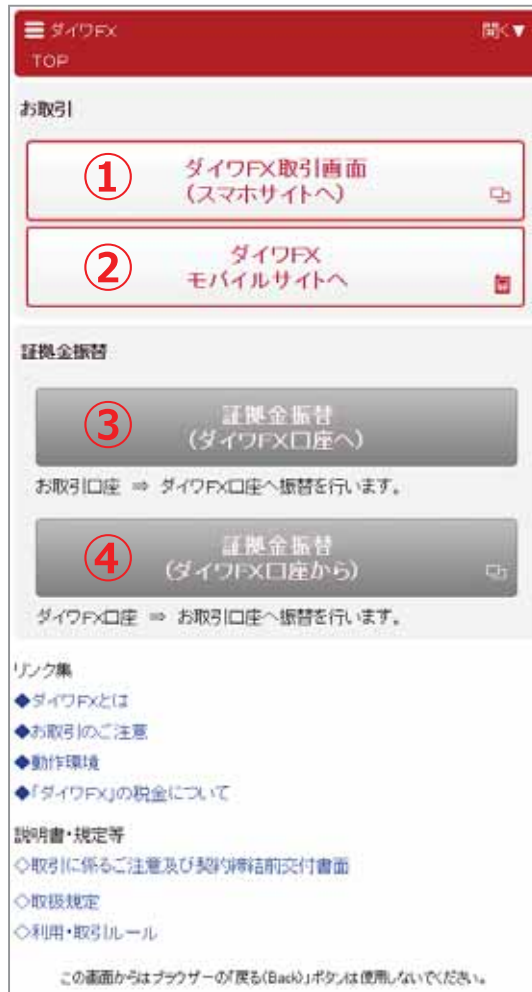 ダイワFX 開く▼
TOP
お取引
① ダイワFX取引画面
(スマホサイトへ)
② ダイワFX
モバイルサイトへ
証拠金振替
③ 証拠金振替
(ダイワFX口座へ)
お取引口座 ⇒ ダイワFX口座へ振替を行います。
④ 証拠金振替
(ダイワFX口座から)
ダイワFX口座 ⇒ お取引口座へ振替を行います。
リンク集
◆ダイワFXとは
◆お取引のご注意
◆動作環境
◆「ダイワFX」の税金について
説明書・規定等
◇取引に係るご注意及び契約締結前交付書面
◇取扱規定
◇利用・取引ルール
この画面からはブラウザーの「戻る(Back)」ボタンは使用しないでください。